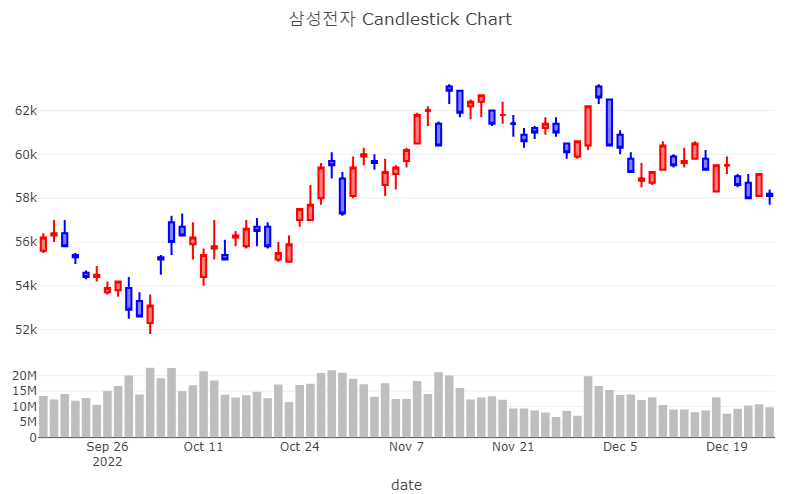 삼성전자 Candlestick Chart
62k
60k
58k
56k
54k
52k
20M
15M
10M
5M
0
Sep 26
2022
Oct 11
Oct 24
Nov 7
Nov 21
Dec 5
Dec 19
date